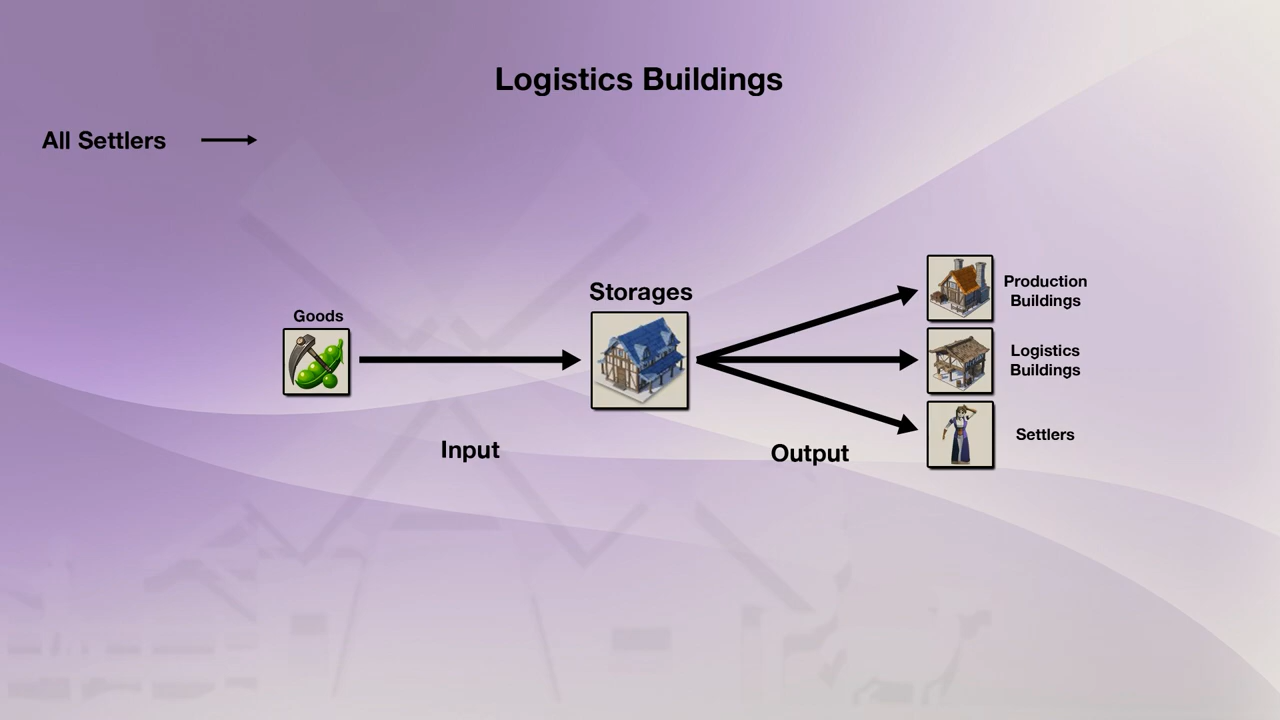 Logistics Buildings
All Settlers
Goods
Storages
Production
Buildings
Logistics
Buildings
Settlers
Input
Output